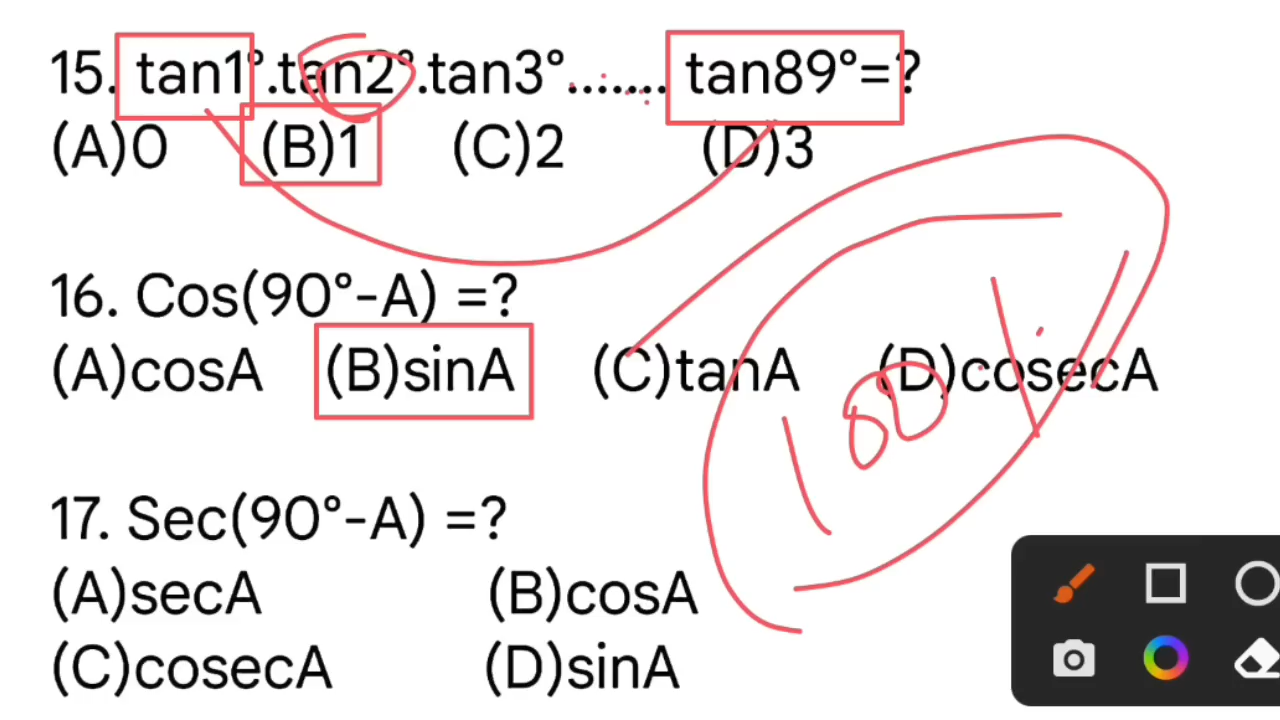 15. tan1°.tan2°.tan3°....... tan89°=?
(A)0 (B)1 (C)2 (D)3
16. Cos(90°-A) =?
(A)cosA (B)sinA (C)tanA (D)cosecA
17. Sec(90°-A) =?
(A)secA (B)cosA
(C)cosecA (D)sinA